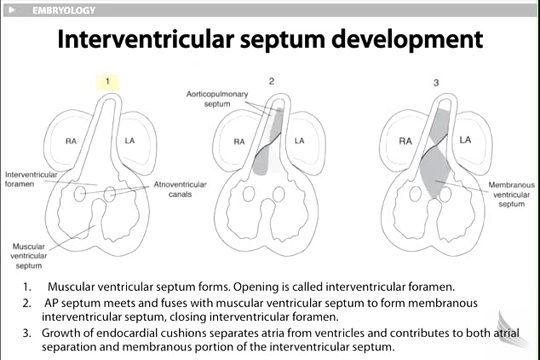 EMBRYOLOGY
Interventricular septum development
1
2
3
Aorticopulmonary
septum
RA
LA
RA
LA
RA
LA
Interventricular
foramen
Atrioventricular
canals
Membranous
ventricular
septum
Muscular
ventricular
septum
1. Muscular ventricular septum forms. Opening is called interventricular foramen.
2. AP septum meets and fuses with muscular ventricular septum to form membranous
interventricular septum, closing interventricular foramen.
3. Growth of endocardial cushions separates atria from ventricles and contributes to both atrial
separation and membranous portion of the interventricular septum.